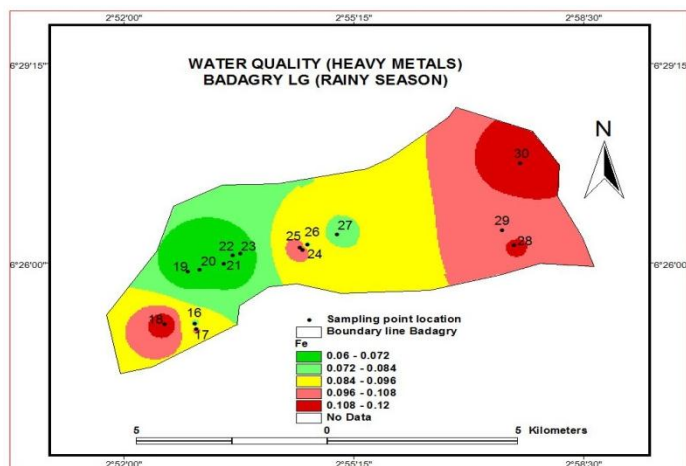 2°52'00"
2°55'15"
2°58'30"
6°29'15"
6°29'15"
WATER QUALITY (HEAVY METALS)
BADAGRY LG (RAINY SEASON)
N
30
29
28
27
26
25
24
22
23
21
20
19
6°26'00"
6°26'00"
18
16
17
Sampling point location
Boundary line Badagry
Fe
0.06 - 0.072
0.072 - 0.084
0.084 - 0.096
0.096 - 0.108
0.108 - 0.12
No Data
5
0
5 Kilometers
2°52'00"
2°55'15"
2°58'30"